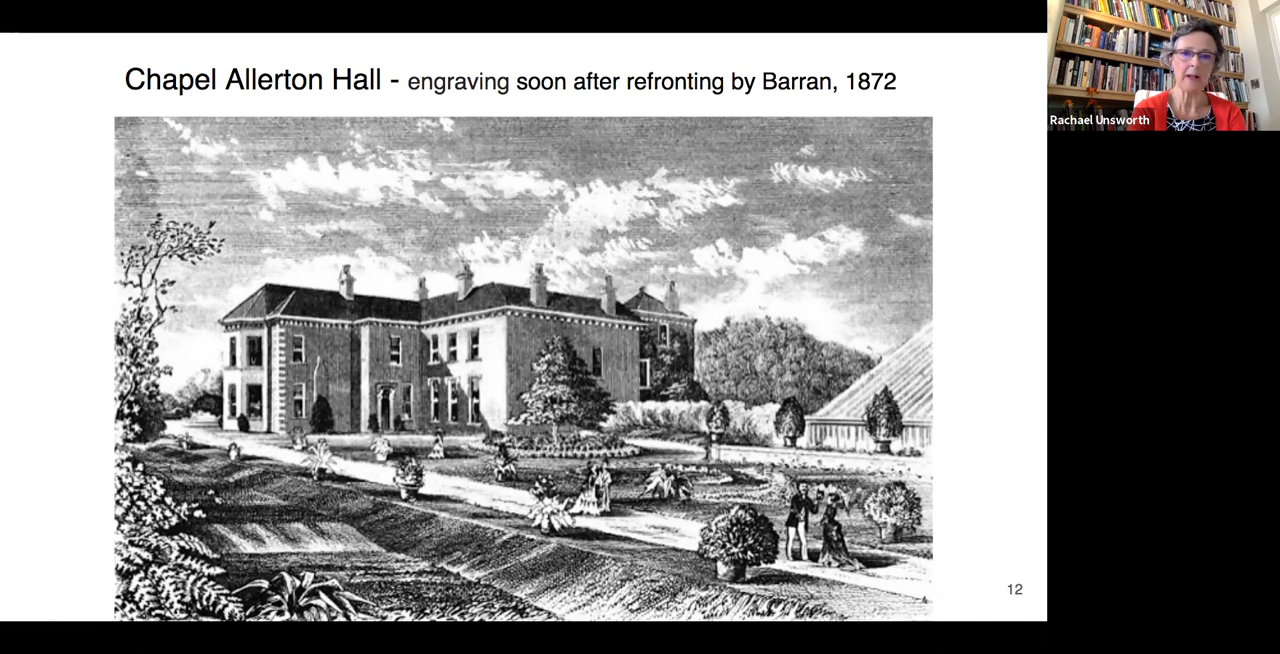 Chapel Allerton Hall - engraving soon after refronting by Barran, 1872
Rachael Unsworth
12